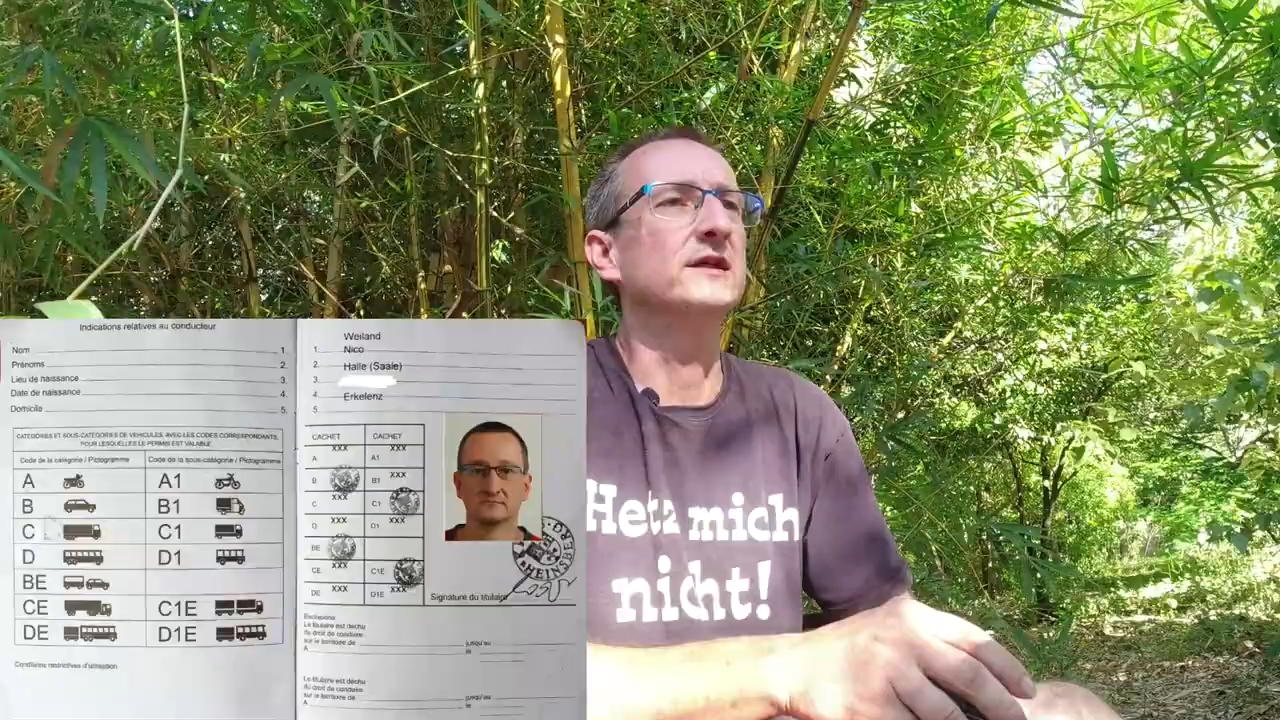 Indications relatives au conducteur
Nom 1.
Prénoms 2.
Lieu de naissance 3.
Date de naissance 4.
Domicile 5.
CATÉGORIES ET SOUS-CATÉGORIES DE VEHICULES, AVEC LES CODES CORRESPONDANTS,
POUR LESQUELLES LE PERMIS EST VALABLE
Code de la catégorie / Pictogramme Code de la sous-catégorie / Pictogramme
A A1
B B1
C C1
D D1
BE
CE C1E
DE D1E
Conditions restrictives d'utilisation
Weiland
1. Nico
2. Halle (Saale)
3.
4. Erkelenz
5.
CACHET CACHET
XXX XXX
A A1
XXX
B B1
XXX
C C1
XXX XXX
D D1
BE
CE C1E
XXX XXX
DE D1E
HEINSBERG
Signature du titulaire
Exclusions
Le titulaire est déchu
du droit de conduire
sur le territoire de jusqu'au
A le
Le titulaire est déchu
du droit de conduire
sur le territoire de jusqu'au
A le
Hetz mich
nicht!